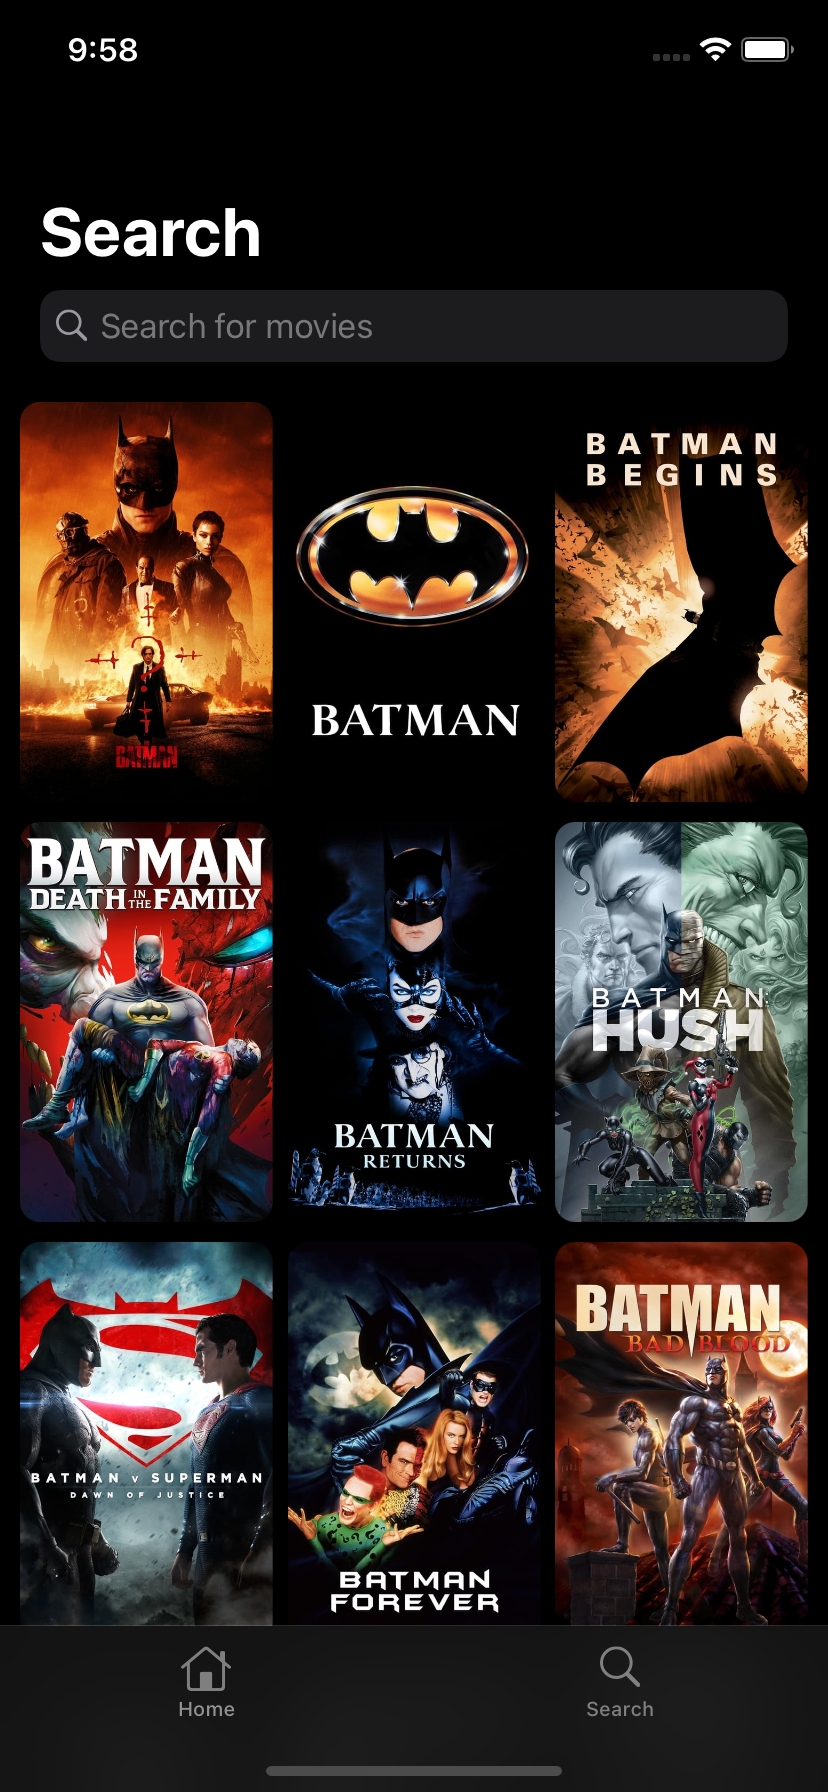 9:58
Search
Search for movies
BATMAN
BATMAN
BATMAN
BEGINS
BATMAN
DEATH IN THE FAMILY
BATMAN
RETURNS
BATMAN:
HUSH
BATMAN v SUPERMAN
DAWN OF JUSTICE
BATMAN
FOREVER
BATMAN
BAD BLOOD
Home
Search